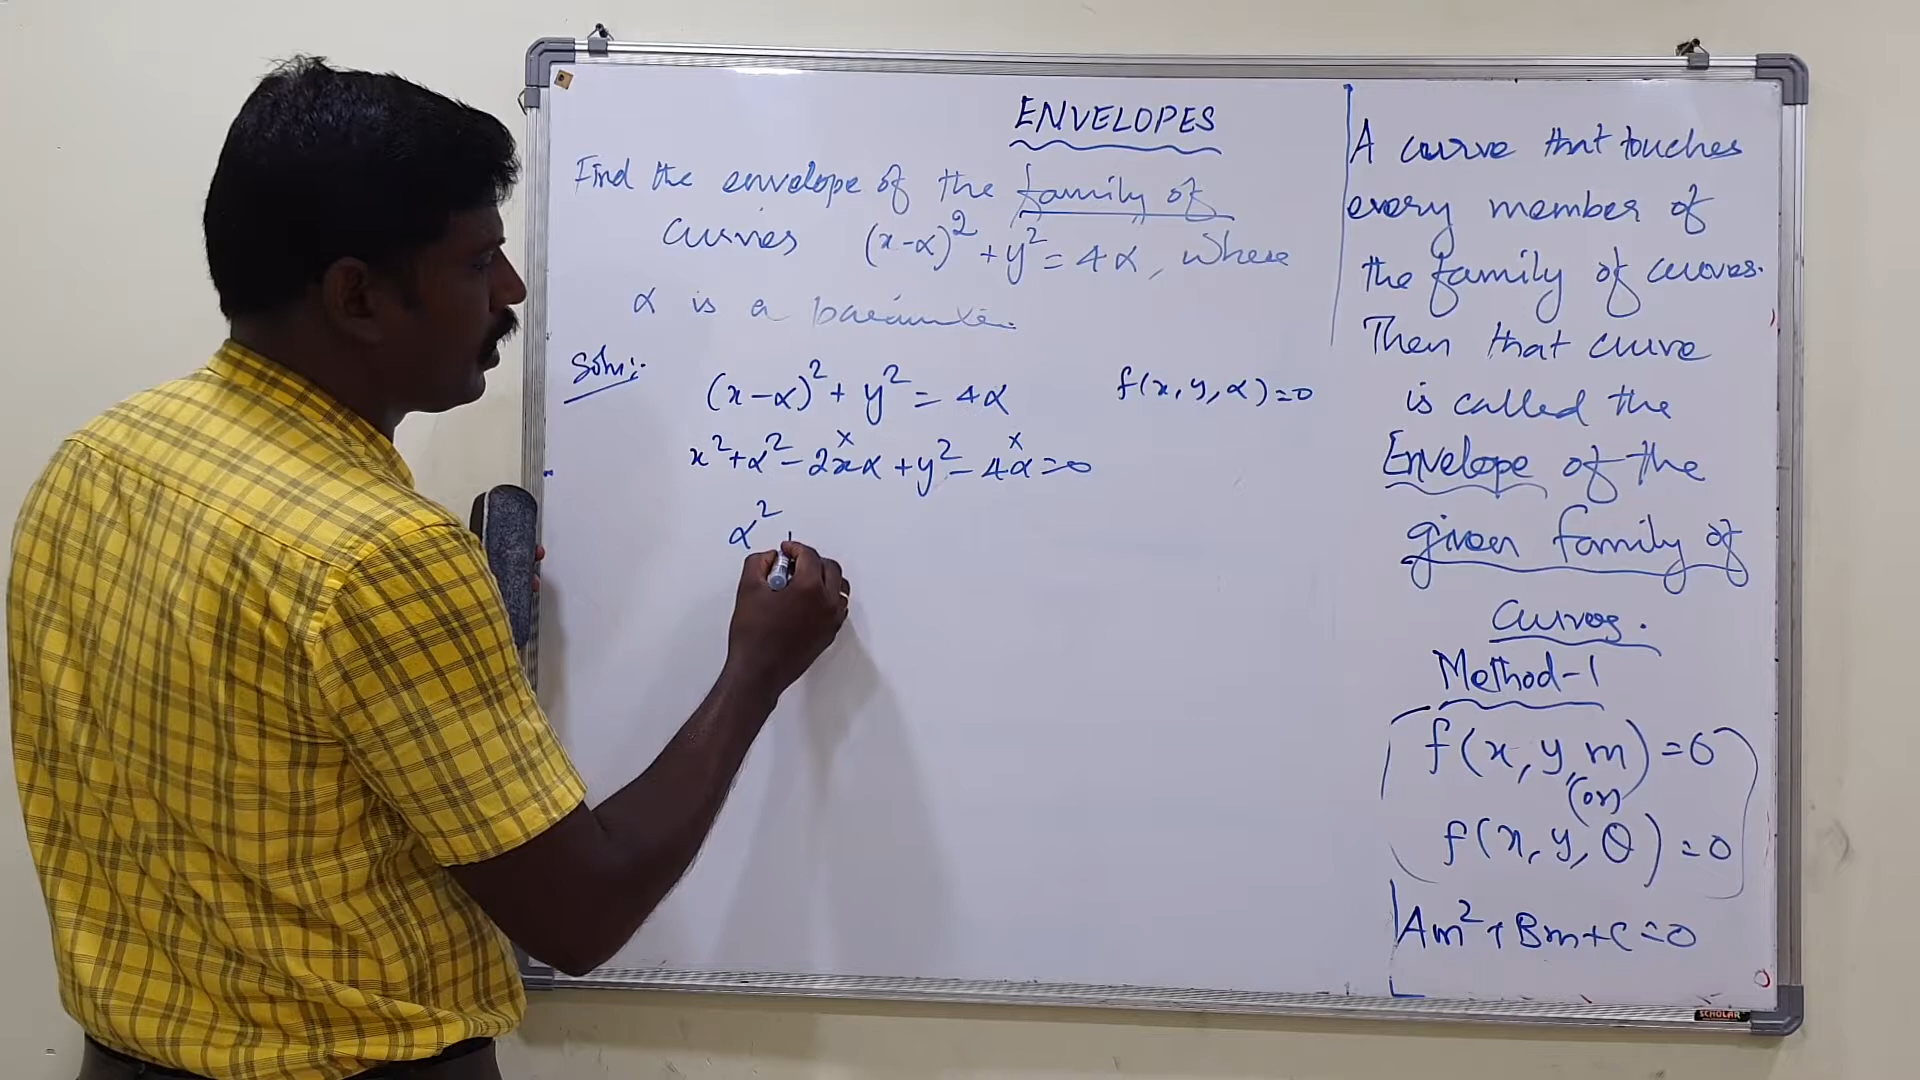 ENVELOPES
Find the envelope of the family of
curves (x-α)² + y² = 4α, where
α is a
Soln:-
(x-α)² + y² = 4α
f(x, y, α)=0
x²+α²-2xα+y²-4α=0
α²
A curve that touches
every member of
the family of curves.
Then that curve
is called the
Envelope of the
given family of
Curves.
Method-1
f(x, y, m)=0
(or)
f(x, y, θ)=0
Am²+Bm+C=0
SCHOLAR